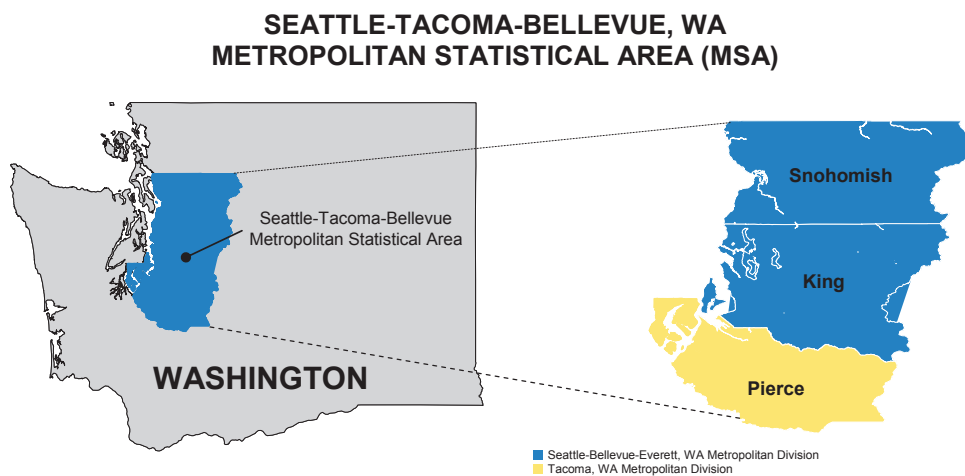 SEATTLE-TACOMA-BELLEVUE, WA
METROPOLITAN STATISTICAL AREA (MSA)
Snohomish
Seattle-Tacoma-Bellevue
Metropolitan Statistical Area
King
WASHINGTON
Pierce
Seattle-Bellevue-Everett, WA Metropolitan Division
Tacoma, WA Metropolitan Division